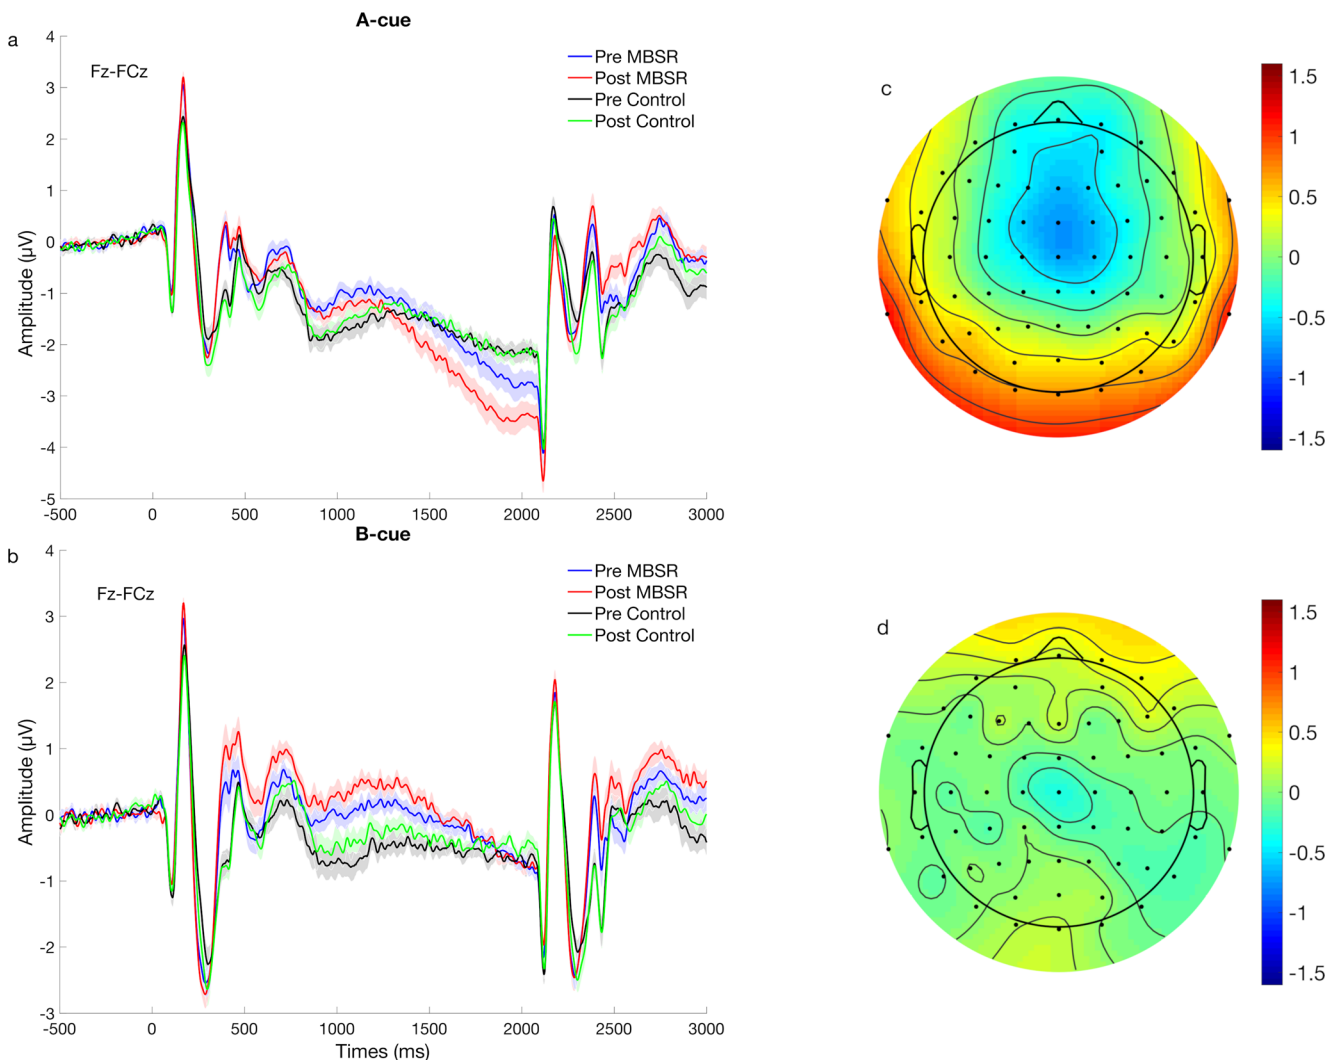 A-cue
a
4
3
2
1
0
-1
-2
-3
-4
-5
Amplitude (µV)
Fz-FCz
Pre MBSR
Post MBSR
Pre Control
Post Control
-500 0 500 1000 1500 2000 2500 3000
c
1.5
1
0.5
0
-0.5
-1
-1.5
B-cue
b
4
3
2
1
0
-1
-2
-3
Amplitude (µV)
Fz-FCz
Pre MBSR
Post MBSR
Pre Control
Post Control
-500 0 500 1000 1500 2000 2500 3000
Times (ms)
d
1.5
1
0.5
0
-0.5
-1
-1.5